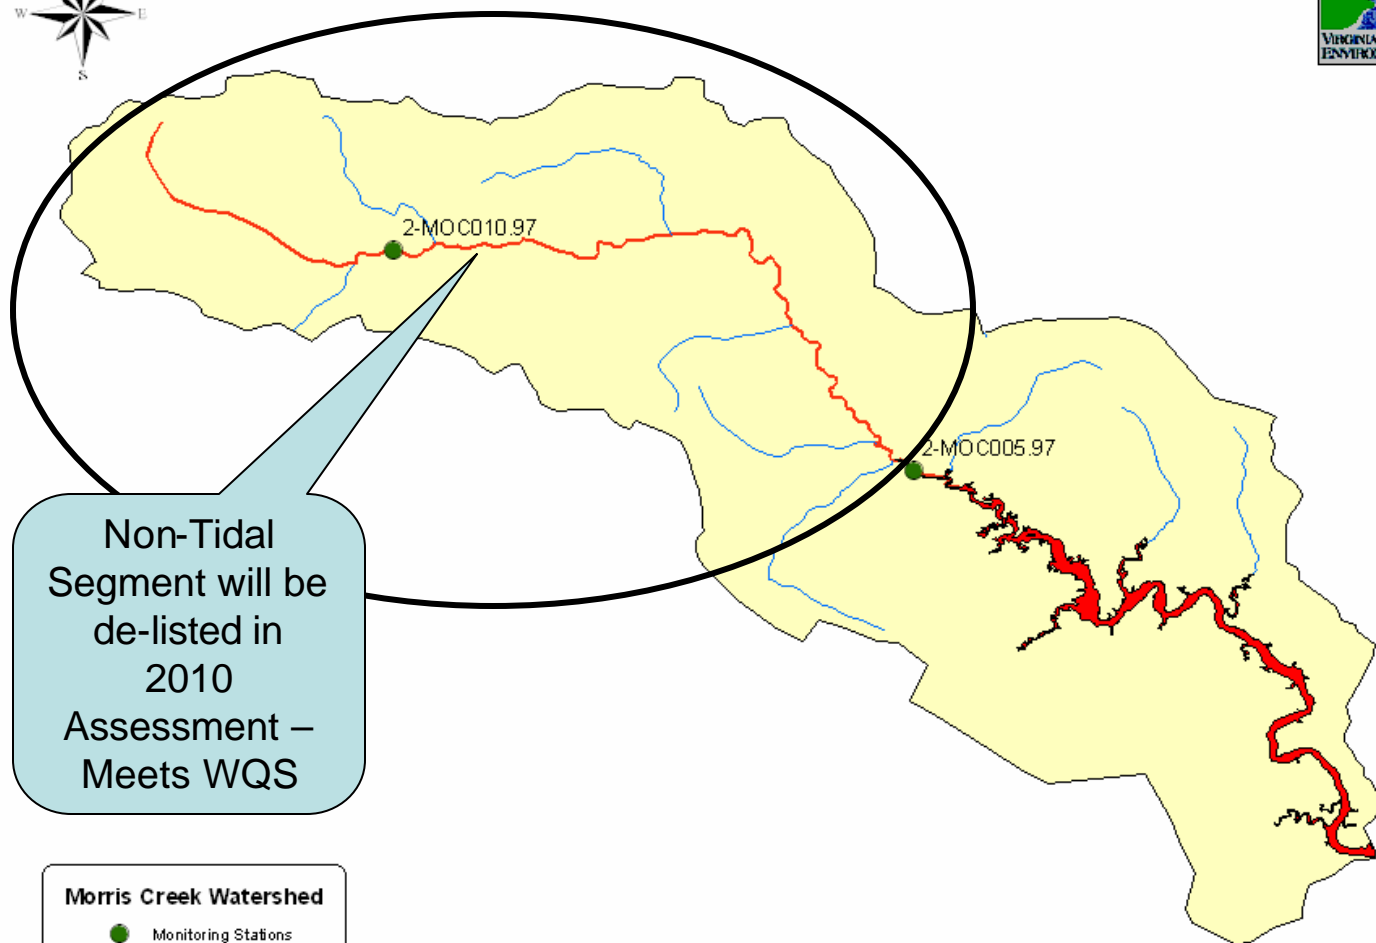 W
E
S
VIRGINIA
2-MOC010.97
2-MOC005.97
Non-Tidal
Segment will be
de-listed in
2010
Assessment –
Meets WQS
Morris Creek Watershed
Monitoring Stations